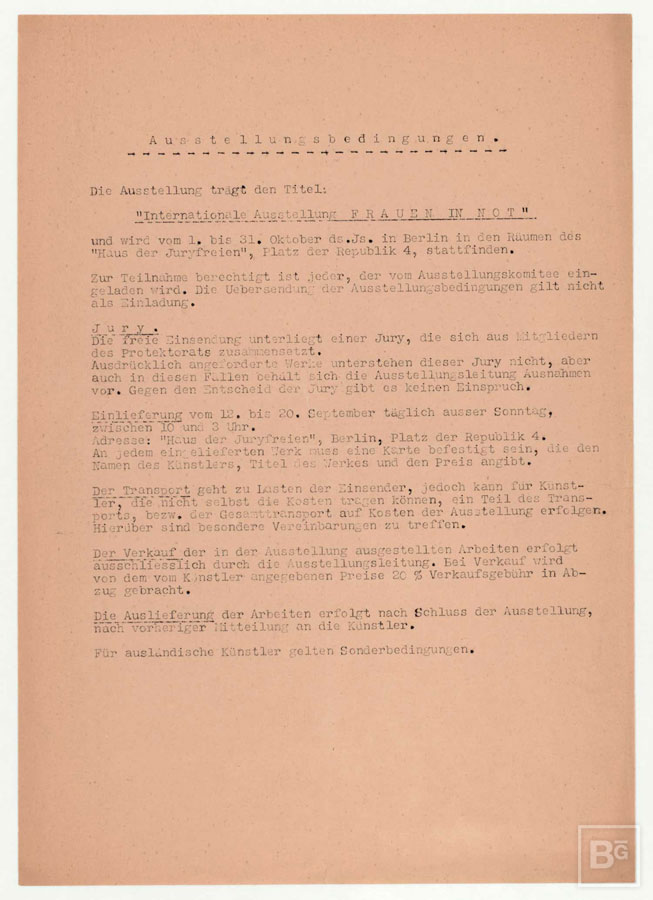 Ausstellungsbedingungen.
Die Ausstellung trägt den Titel:
"Internationale Ausstellung FRAUEN IN NOT"
und wird vom 1. bis 31. Oktober ds.Js. in Berlin in den Räumen des
"Haus der Juryfreien", Platz der Republik 4, stattfinden.
Zur Teilnahme berechtigt ist jeder, der vom Ausstellungskomitee ein-
geladen wird. Die Uebersendung der Ausstellungsbedingungen gilt nicht
als Einladung.
Jury.
Die freie Einsendung unterliegt einer Jury, die sich aus Mitgliedern
des Protektorats zusammensetzt.
Ausdrücklich angeforderte Werke unterstehen dieser Jury nicht, aber
auch in diesen Fällen behält sich die Ausstellungsleitung Ausnahmen
vor. Gegen den Entscheid der Jury gibt es keinen Einspruch.
Einlieferung vom 12. bis 20. September täglich ausser Sonntag,
zwischen 10 und 3 Uhr.
Adresse: "Haus der Juryfreien", Berlin, Platz der Republik 4.
An jedem eingelieferten Werk muss eine Karte befestigt sein, die den
Namen des Künstlers, Titel des Werkes und den Preis angibt.
Der Transport geht zu Lasten der Einsender, jedoch kann für Künst-
ler, die nicht selbst die Kosten tragen können, ein Teil des Trans-
ports, bezw. der Gesamttransport auf Kosten der Ausstellung erfolgen.
Hierüber sind besondere Vereinbarungen zu treffen.
Der Verkauf der in der Ausstellung ausgestellten Arbeiten erfolgt
ausschliesslich durch die Ausstellungsleitung. Bei Verkauf wird
von dem vom Künstler angegebenen Preise 20 % Verkaufsgebühr in Ab-
zug gebracht.
Die Auslieferung der Arbeiten erfolgt nach Schluss der Ausstellung,
nach vorheriger Mitteilung an die Künstler.
Für ausländische Künstler gelten Sonderbedingungen.
BG